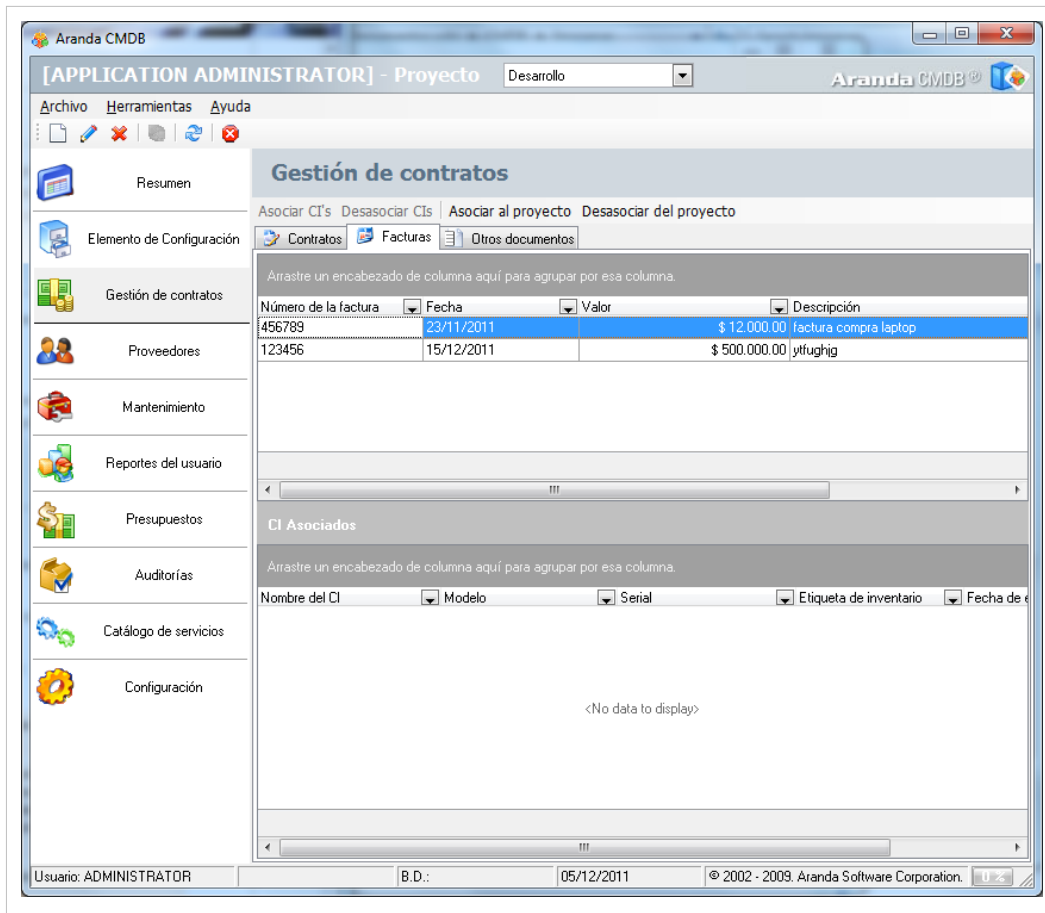 Aranda CMDB
[APPLICATION ADMINISTRATOR] - Proyecto Desarrollo Aranda CMDB ®
Archivo Herramientas Ayuda
Gestión de contratos
Asociar CI's Desasociar CIs Asociar al proyecto Desasociar del proyecto
Contratos Facturas Otros documentos
Arrastre un encabezado de columna aquí para agrupar por esa columna.
Número de la factura Fecha Valor Descripción
456789 23/11/2011 $ 12.000.00 factura compra laptop
123456 15/12/2011 $ 500.000.00 ytfughjg
CI Asociados
Arrastre un encabezado de columna aquí para agrupar por esa columna.
Nombre del CI Modelo Serial Etiqueta de inventario Fecha de e
<No data to display>
Resumen
Elemento de Configuración
Gestión de contratos
Proveedores
Mantenimiento
Reportes del usuario
Presupuestos
Auditorías
Catálogo de servicios
Configuración
Usuario: ADMINISTRATOR B.D.: 05/12/2011 © 2002 - 2009. Aranda Software Corporation. 0 %